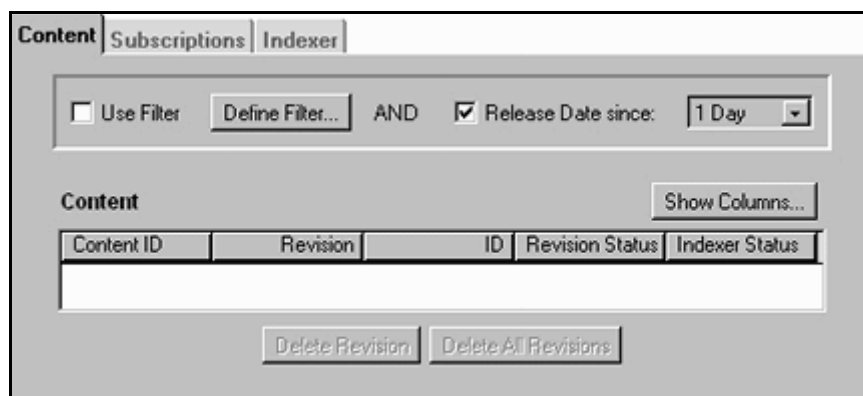 Content Subscriptions Indexer
Use Filter Define Filter... AND Release Date since: 1 Day
Content Show Columns...
Content ID Revision ID Revision Status Indexer Status
Delete Revision Delete All Revisions